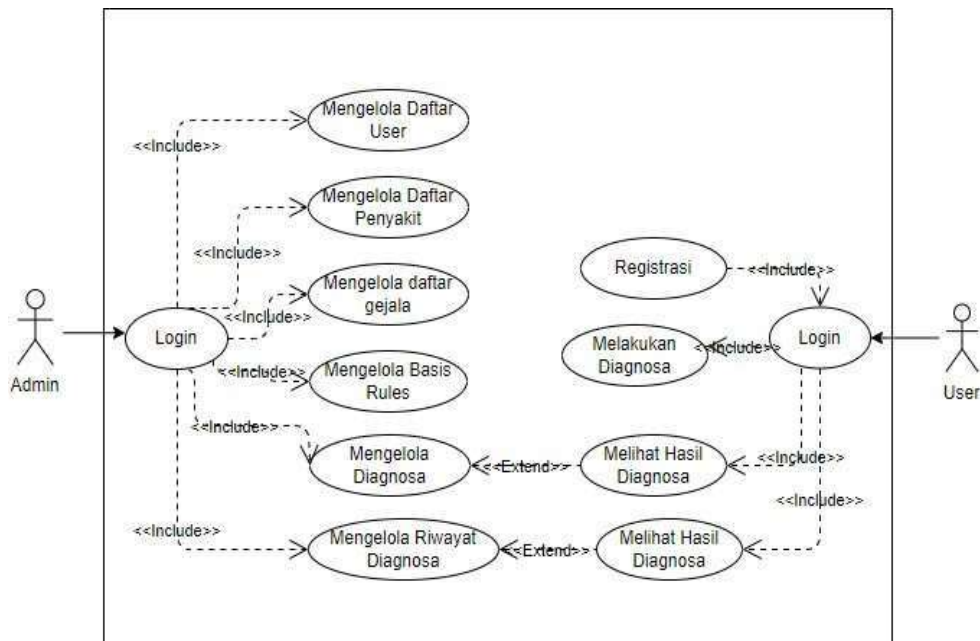 Mengelola Daftar
User
<<Include>>
Mengelola Daftar
Penyakit
<<Include>>
Registrasi
<<Include>>
Mengelola daftar
gejala
<<Include>>
Login
Login
Melakukan
Diagnosa
<<Include>>
Admin
User
<<Include>>
Mengelola Basis
Rules
<<Include>>
Mengelola
Diagnosa
<<Extend>>
Melihat Hasil
Diagnosa
<<Include>>
<<Include>>
<<Include>>
Mengelola Riwayat
Diagnosa
<<Extend>>
Melihat Hasil
Diagnosa